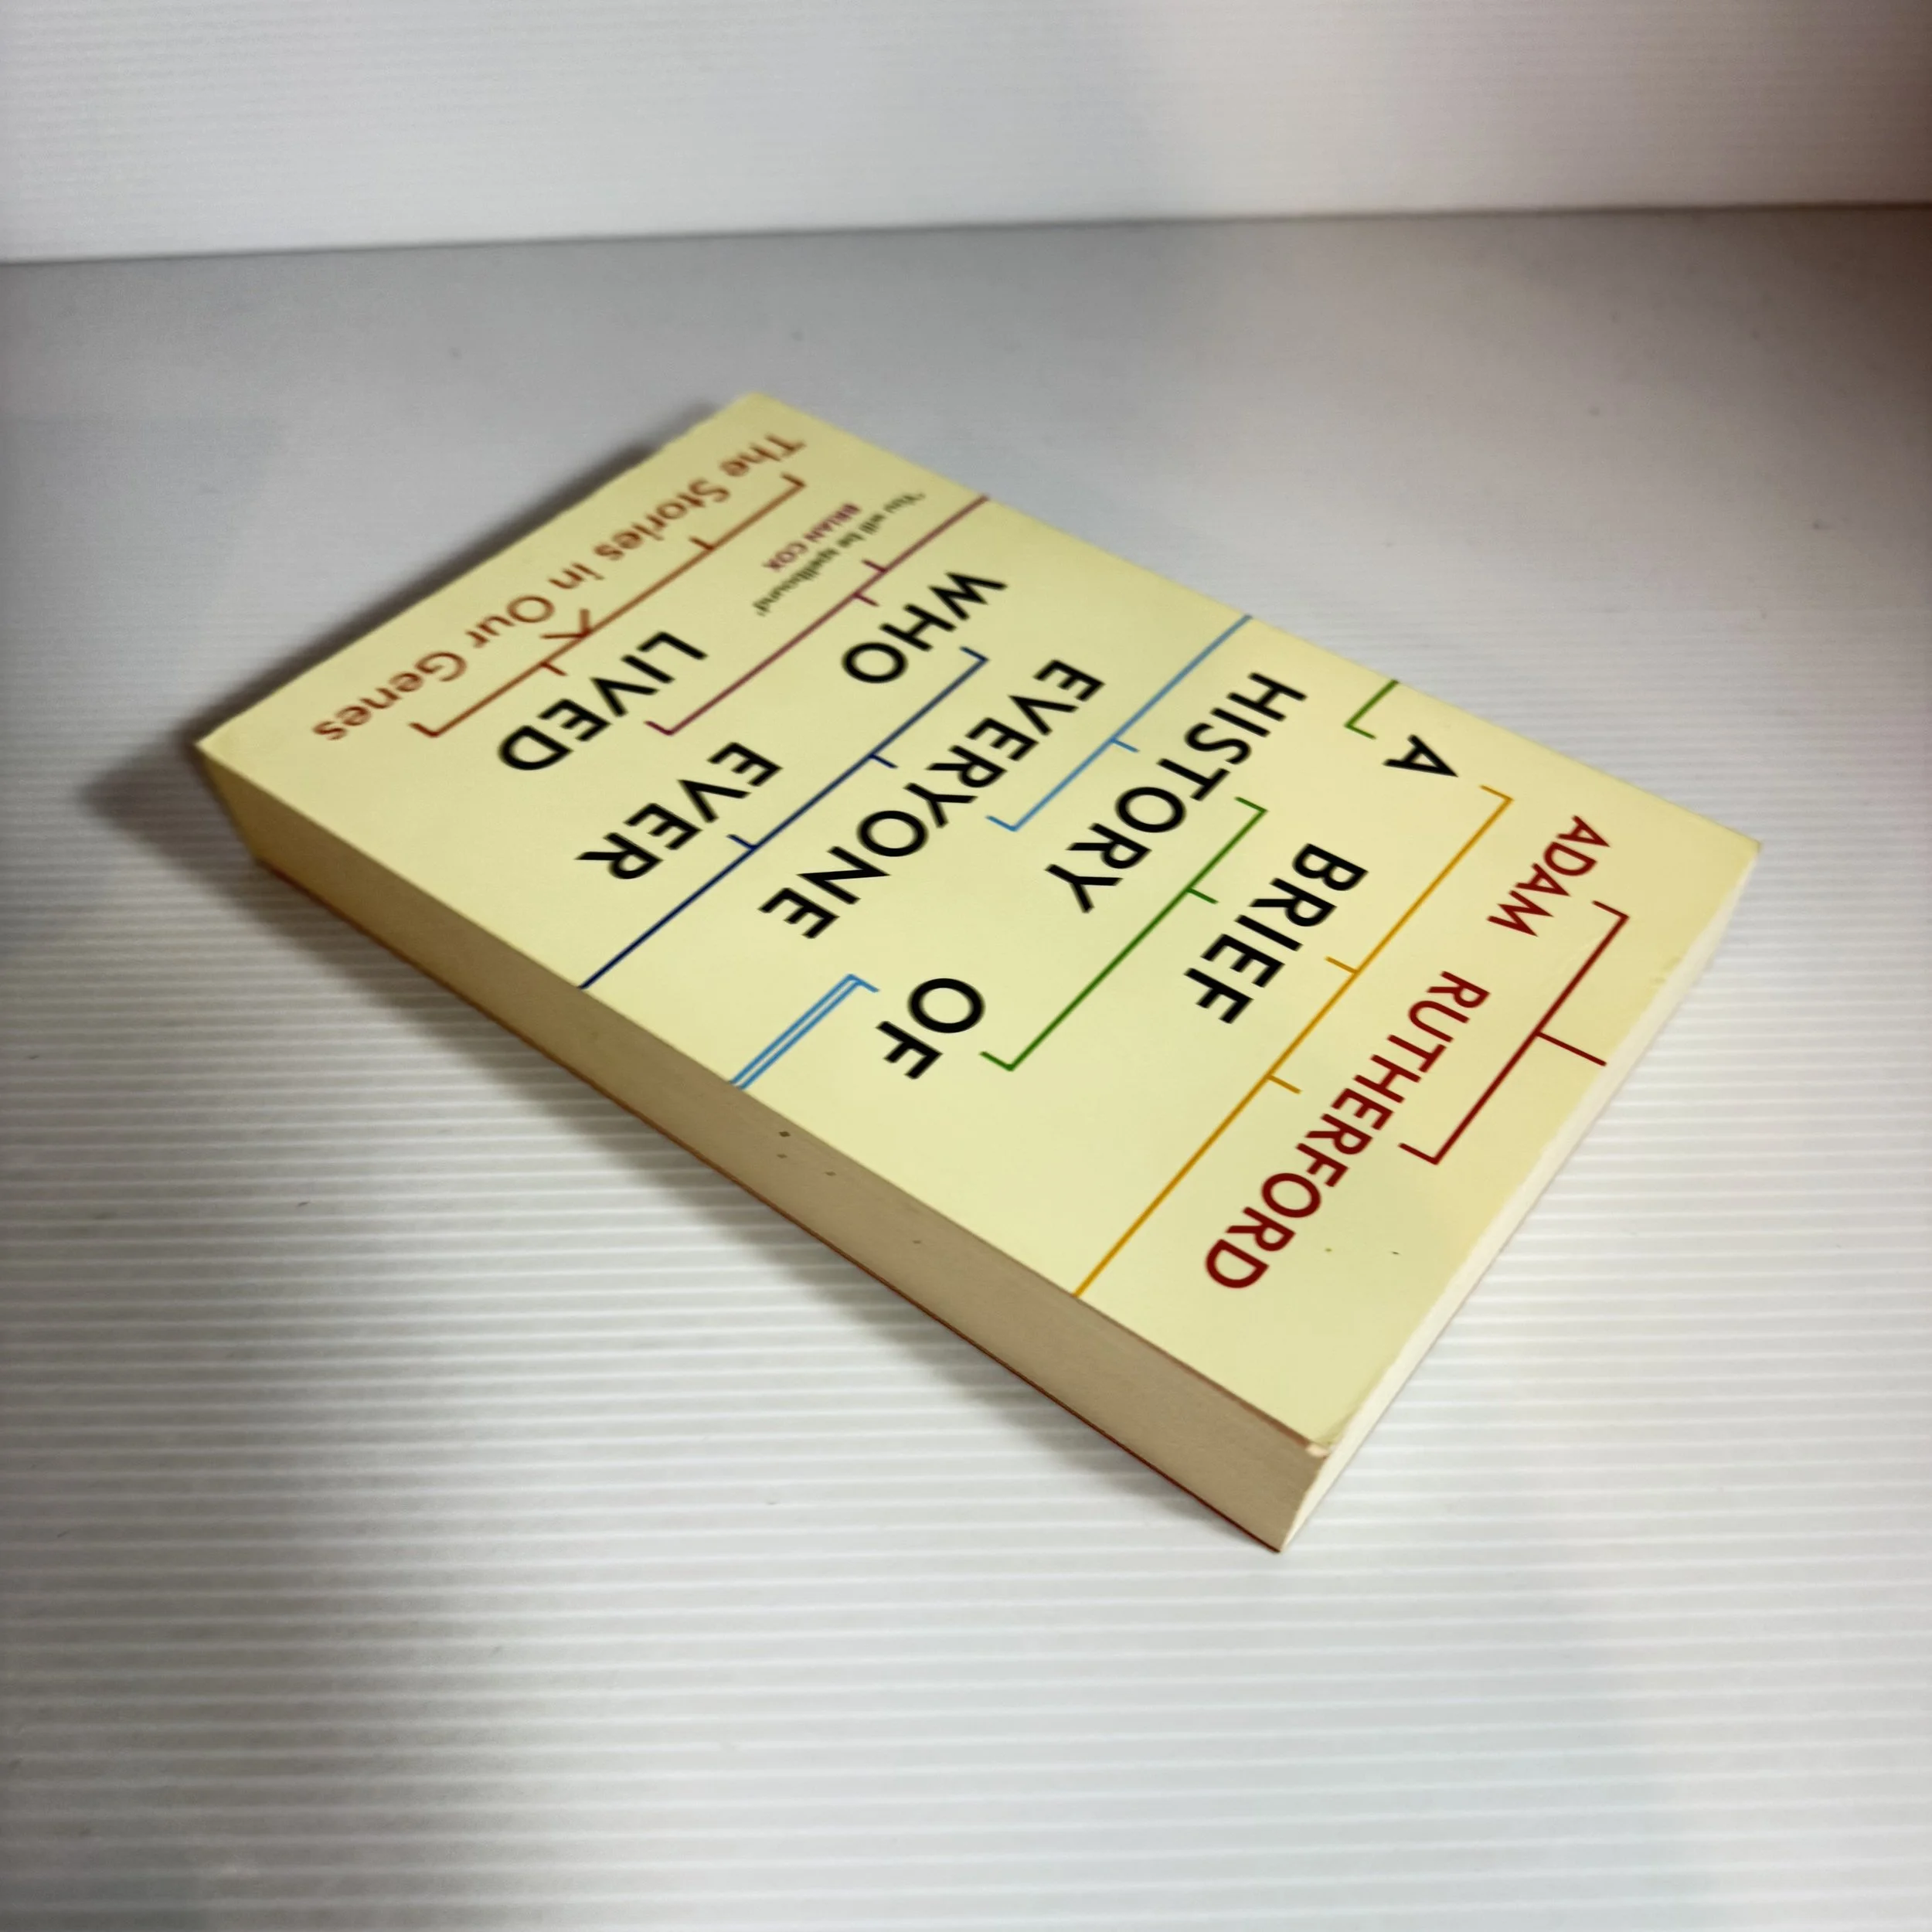 ADAM RUTHERFORD
A
BRIEF
HISTORY
OF
EVERYONE
WHO
EVER
LIVED
"You will be spellbound"
BRIAN COX
The Stories in Our Genes